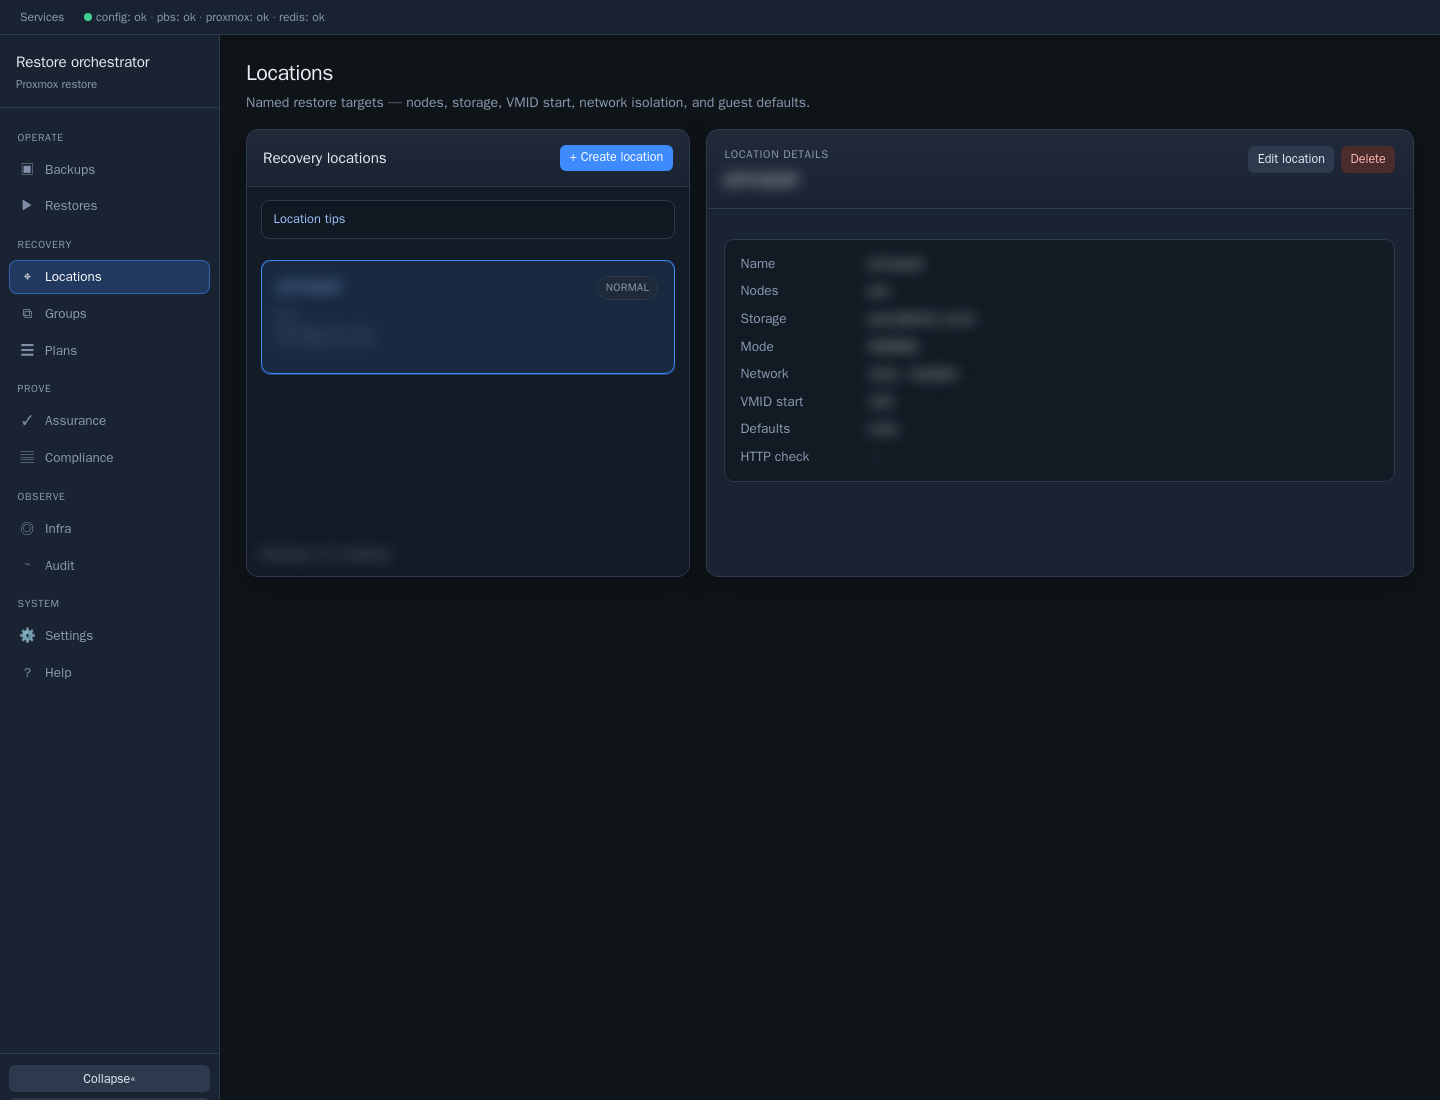 Services
config: ok · pbs: ok · proxmox: ok · redis: ok
Restore orchestrator
Proxmox restore
OPERATE
Backups
Restores
RECOVERY
Locations
Groups
Plans
PROVE
Assurance
Compliance
OBSERVE
Infra
Audit
SYSTEM
Settings
? Help
Collapse«
Locations
Named restore targets — nodes, storage, VMID start, network isolation, and guest defaults.
Recovery locations
+ Create location
Location tips
NORMAL
LOCATION DETAILS
Edit location
Delete
Name
Nodes
Storage
Mode
Network
VMID start
Defaults
HTTP check